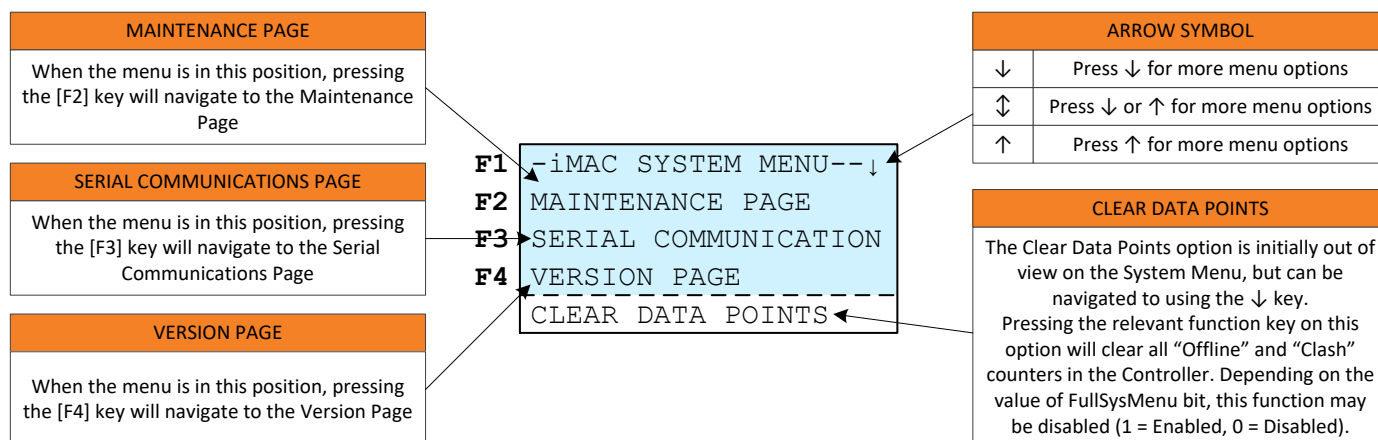 MAINTENANCE PAGE
When the menu is in this position, pressing
the [F2] key will navigate to the Maintenance
Page
SERIAL COMMUNICATIONS PAGE
When the menu is in this position, pressing
the [F3] key will navigate to the Serial
Communications Page
VERSION PAGE
When the menu is in this position, pressing
the [F4] key will navigate to the Version Page
F1 -iMAC SYSTEM MENU--↓
F2 MAINTENANCE PAGE
F3 SERIAL COMMUNICATION
F4 VERSION PAGE
CLEAR DATA POINTS
ARROW SYMBOL
↓ Press ↓ for more menu options
↕ Press ↓ or ↑ for more menu options
↑ Press ↑ for more menu options
CLEAR DATA POINTS
The Clear Data Points option is initially out of
view on the System Menu, but can be
navigated to using the ↓ key.
Pressing the relevant function key on this
option will clear all “Offline” and “Clash”
counters in the Controller. Depending on the
value of FullSysMenu bit, this function may
be disabled (1 = Enabled, 0 = Disabled).